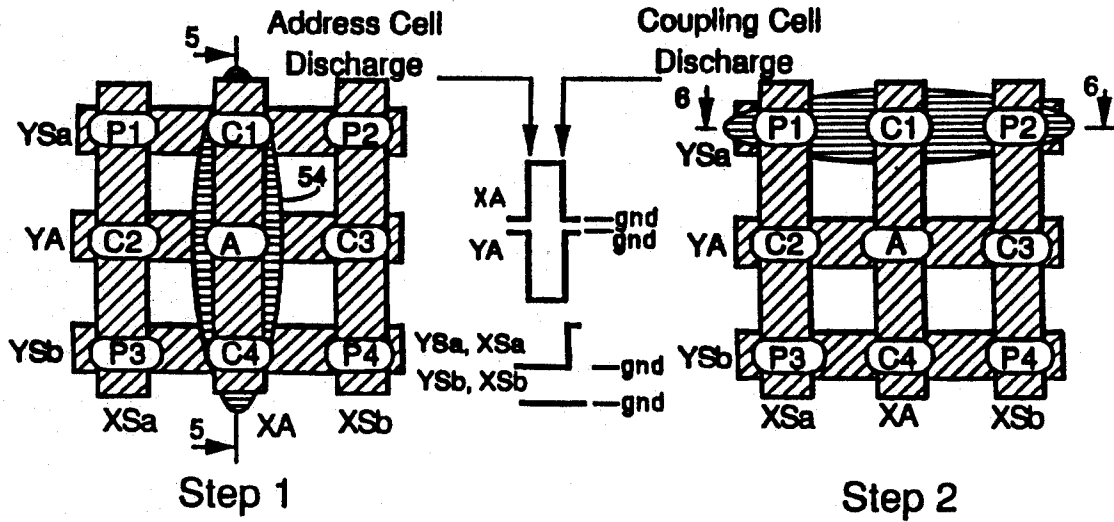 Address Cell
Discharge
Coupling Cell
Discharge
5
YSa P1 C1 P2
54
YA C2 A C3
YSb P3 C4 P4
XSa XA XSb
5
Step 1
XA gnd
YA gnd
YSa, XSa gnd
YSb, XSb gnd
6 6
YSa P1 C1 P2
YA C2 A C3
YSb P3 C4 P4
XSa XA XSb
Step 2